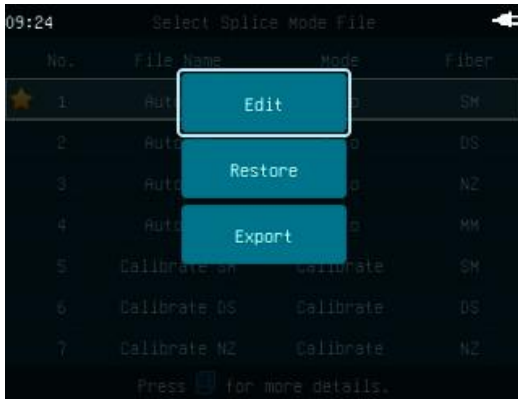 09:24 Select Splice Mode File
No. File Name Mode Fiber
1 SM
Edit
2 DS
Restore
3 NZ
4 MM
Export
5 Calibrate SM Calibrate SM
6 Calibrate DS Calibrate DS
7 Calibrate NZ Calibrate NZ
Press for more details.